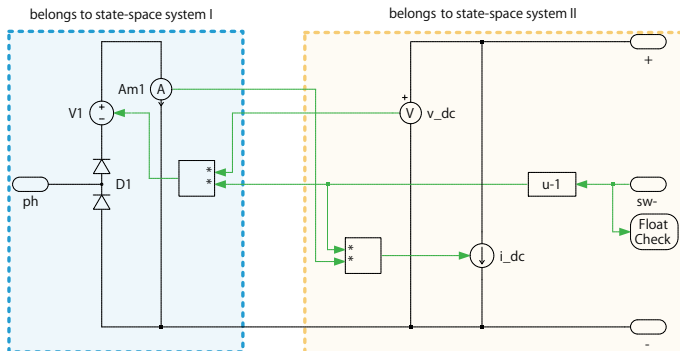 belongs to state-space system I
belongs to state-space system II
+
Am1
A
V1
+
–
+
V
v_dc
D1
*
*
ph
u-1
sw-
Float
Check
*
*
i_dc
-